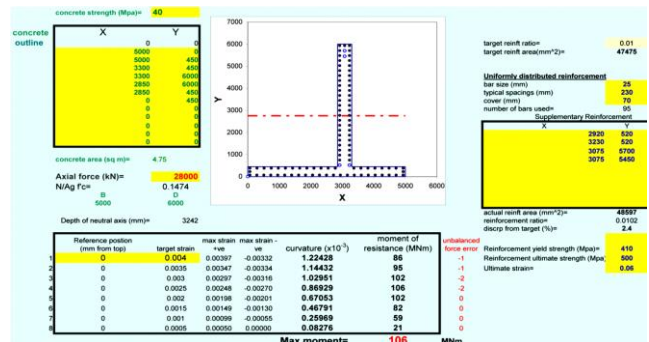 concrete strength (Mpa)= 40
concrete outline
X Y
0 0
5000 0
5000 450
3300 450
3300 6000
2850 6000
2850 450
0 450
0 0
0
0
0
0
concrete area (sq m)= 4.75
Axial force (kN)= 28000
N/Ag f'c= 0.1474
B D
5000 6000
Depth of neutral axis (mm)= 3242
7000
6000
5000
4000
3000
2000
1000
0
Y
0 1000 2000 3000 4000 5000 6000
X
target reinft ratio= 0.01
target reinft area(mm^2)= 47475
Uniformly distributed reinforcement
bar size (mm) 25
typical spacings (mm) 230
cover (mm) 70
number of bars used= 95
Supplementary Reinforcement
X Y
2920 520
3230 520
3075 5700
3075 5450
actual reinft area (mm^2)= 48597
reinforcement ratio= 0.0102
discrp from target (%)= 2.4
Reinforcement yield strength (Mpa)= 410
Reinforcement ultimate strength (Mpa) 500
Ultimate strain= 0.06
Reference postion (mm from top) target strain max strain +ve max strain -ve curvature (x10⁻³) moment of resistance (MNm) unbalanced force error
1 0 0.004 0.00397 -0.00332 1.22428 86 -1
2 0 0.0035 0.00347 -0.00334 1.14432 95 -1
3 0 0.003 0.00297 -0.00316 1.02951 102 -2
4 0 0.0025 0.00248 -0.00270 0.86929 106 -2
5 0 0.002 0.00198 -0.00201 0.67053 102 0
6 0 0.0015 0.00149 -0.00130 0.46791 82 0
7 0 0.001 0.00099 -0.00055 0.25969 59 0
8 0 0.0005 0.00050 0.00000 0.08276 21 0
Max moment= 106 MNm